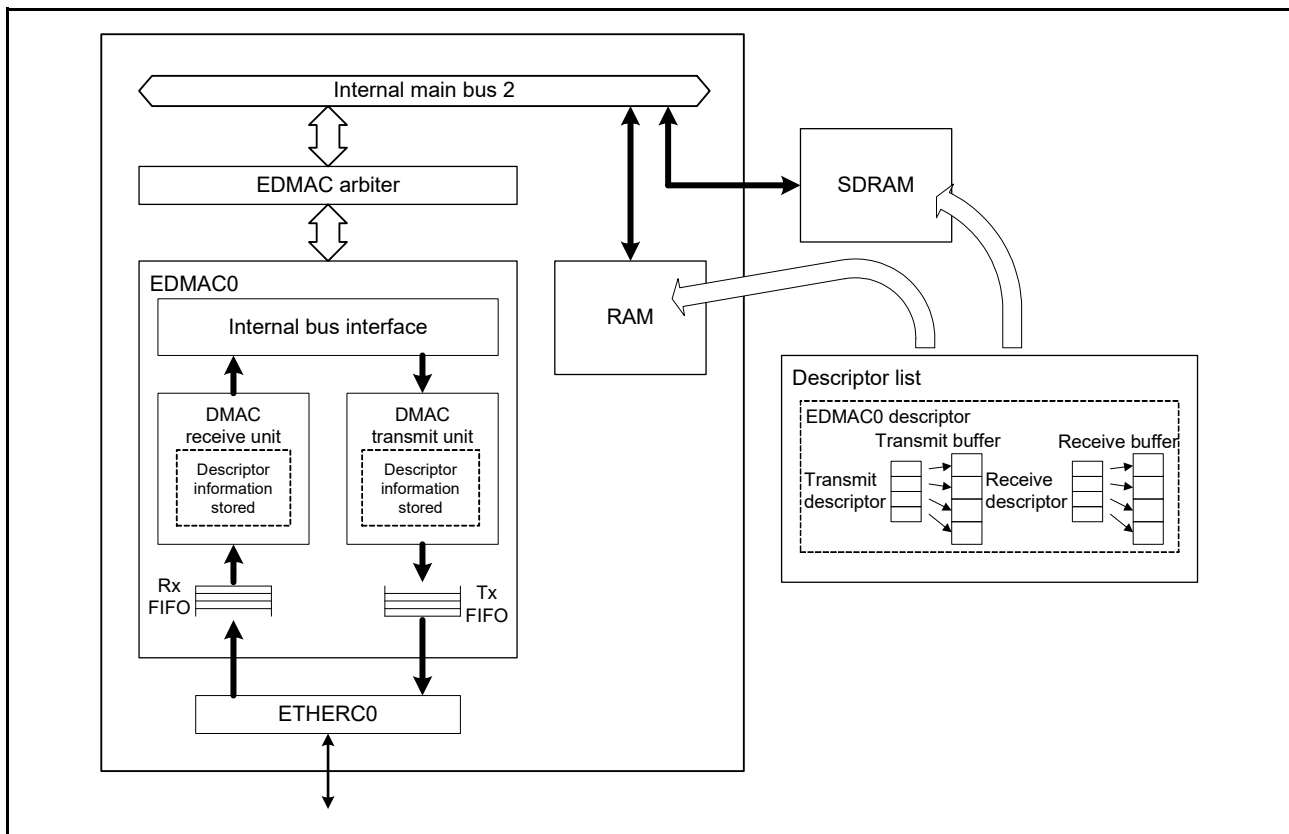 Internal main bus 2
EDMAC arbiter
SDRAM
EDMAC0
Internal bus interface
RAM
DMAC
receive unit
Descriptor
information
stored
DMAC
transmit unit
Descriptor
information
stored
Rx
FIFO
Tx
FIFO
ETHERC0
Descriptor list
EDMAC0 descriptor
Transmit buffer
Receive buffer
Transmit
descriptor
Receive
descriptor